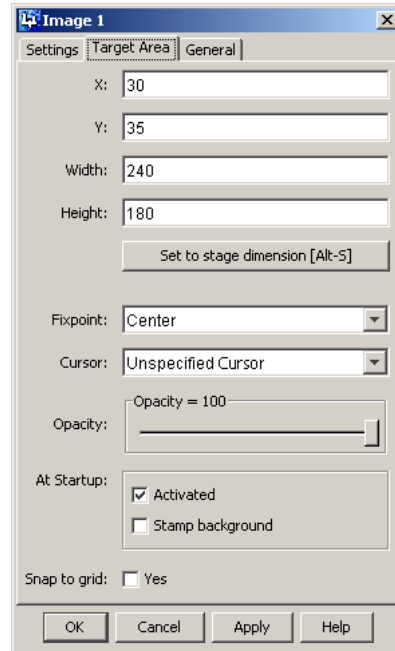 Image 1
Settings Target Area General
X: 30
Y: 35
Width: 240
Height: 180
Set to stage dimension [Alt-S]
Fixpoint: Center
Cursor: Unspecified Cursor
Opacity = 100
Opacity:
At Startup:
Activated
Stamp background
Snap to grid: Yes
OK Cancel Apply Help